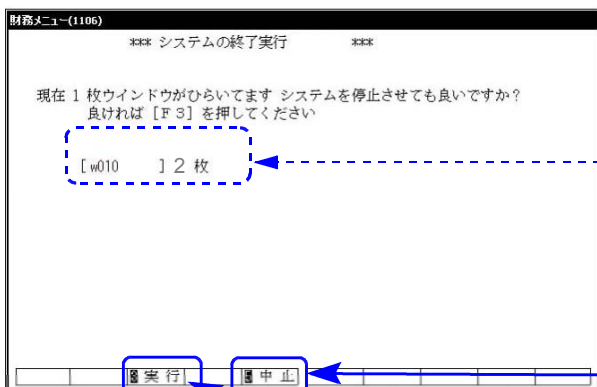 財務メニュー(1106)
*** システムの終了実行 ***
現在 1 枚ウインドウがひらいてます システムを停止させても良いですか?
良ければ [F3] を押してください
[ w010 ] 2 枚
実 行 中 止